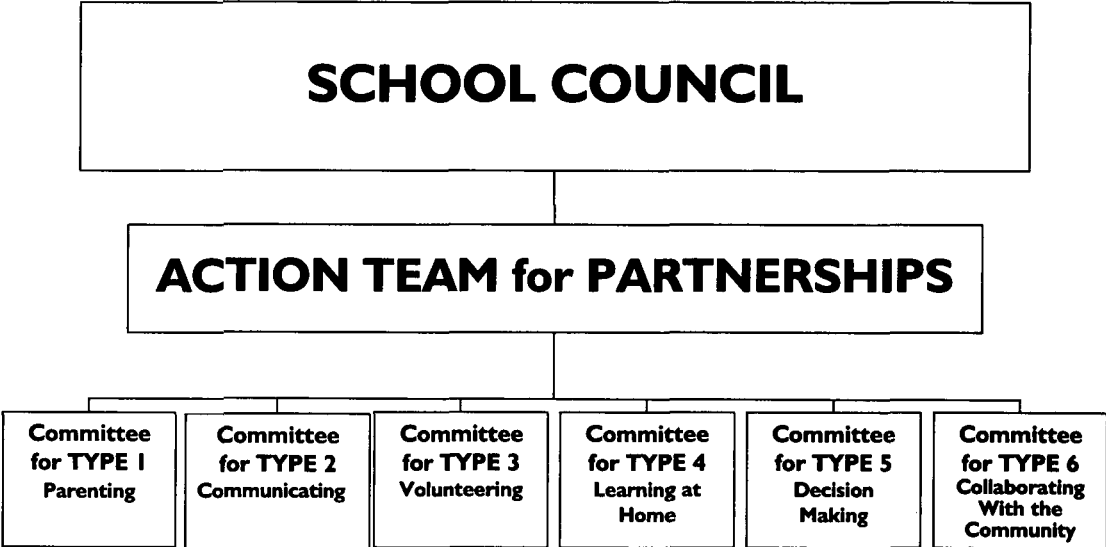 SCHOOL COUNCIL
ACTION TEAM for PARTNERSHIPS
Committee
for TYPE 1
Parenting
Committee
for TYPE 2
Communicating
Committee
for TYPE 3
Volunteering
Committee
for TYPE 4
Learning at
Home
Committee
for TYPE 5
Decision
Making
Committee
for TYPE 6
Collaborating
With the
Community